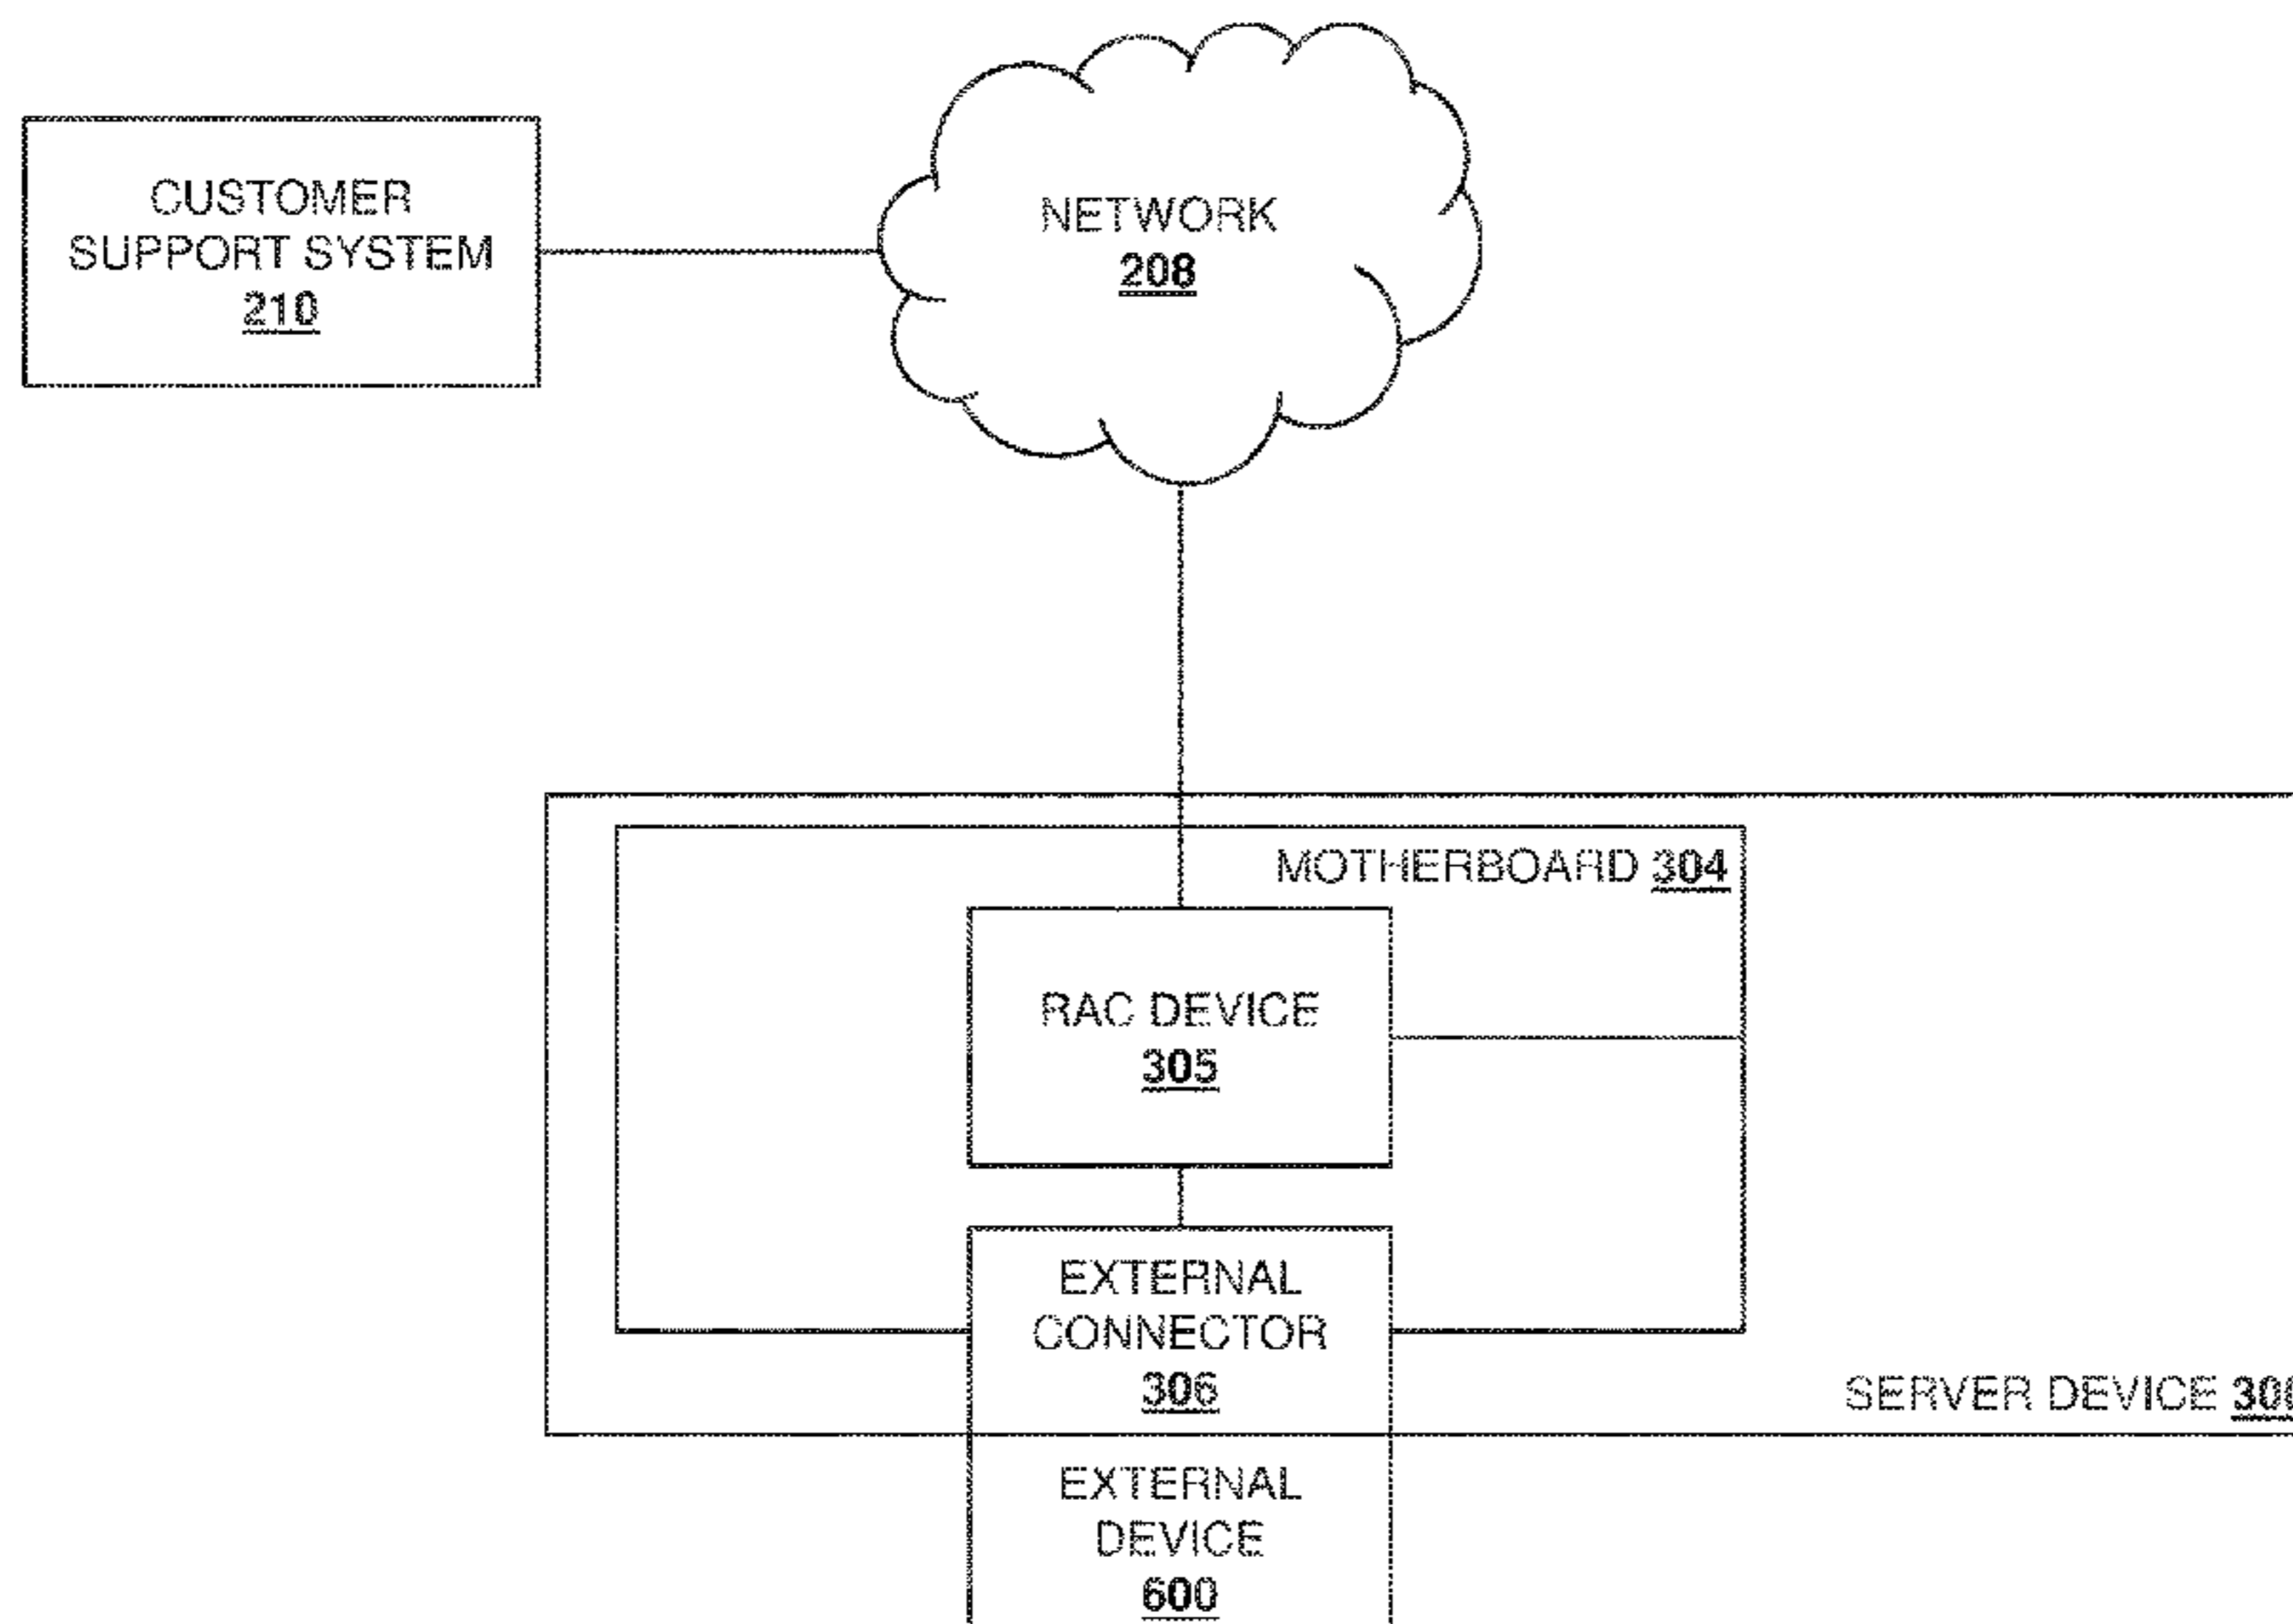 CUSTOMER
SUPPORT SYSTEM
210
NETWORK
208
MOTHERBOARD 304
RAC DEVICE
305
EXTERNAL
CONNECTOR
306
SERVER DEVICE 300
EXTERNAL
DEVICE
600